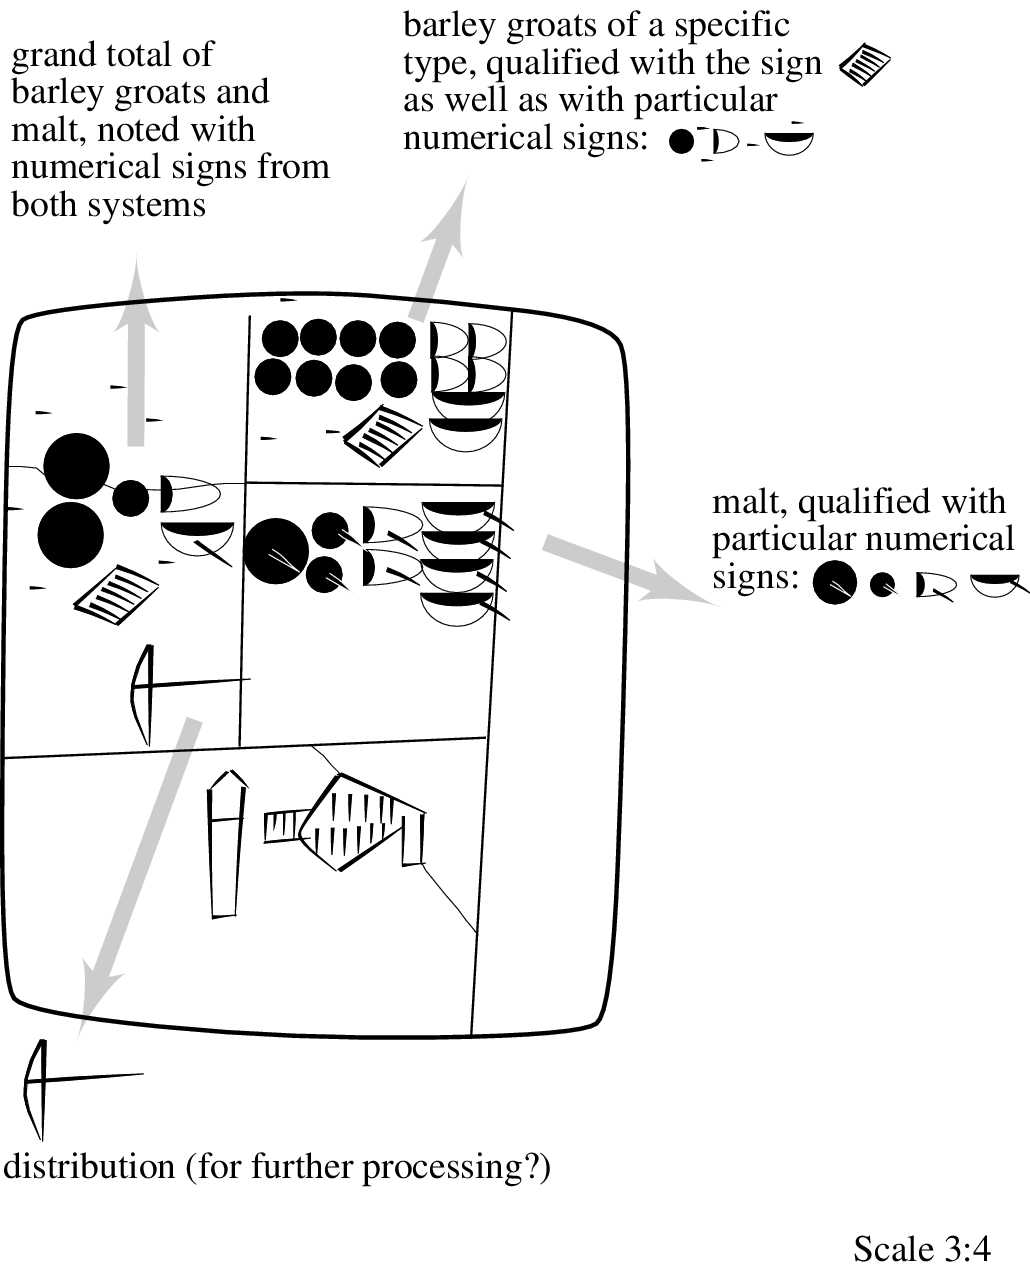 grand total of
barley groats and
malt, noted with
numerical signs from
both systems
barley groats of a specific
type, qualified with the sign
as well as with particular
numerical signs:
malt, qualified with
particular numerical
signs:
distribution (for further processing?)
Scale 3:4